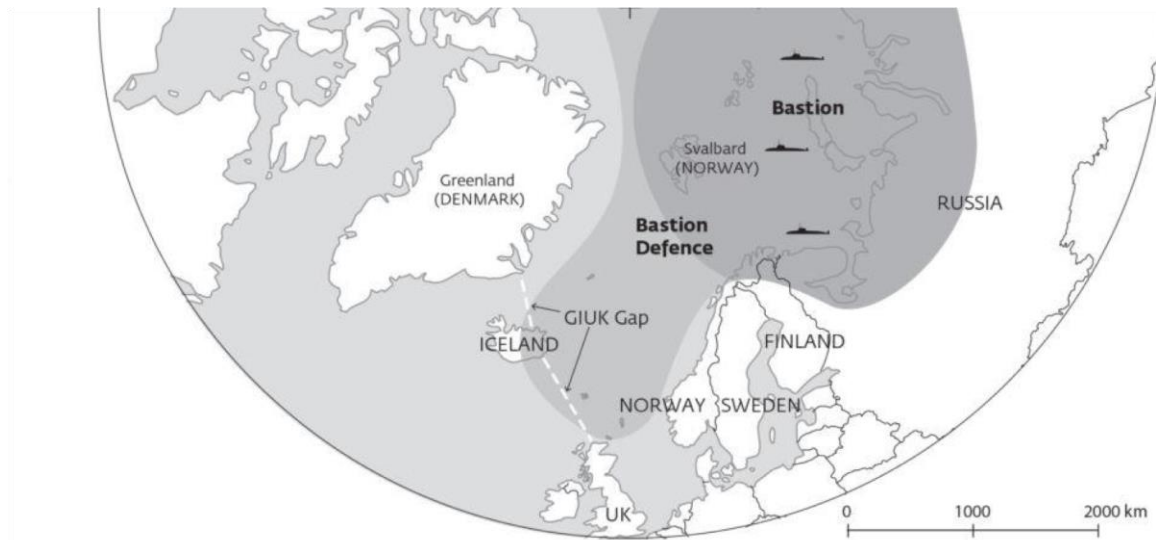 Bastion
Svalbard
(NORWAY)
Greenland
(DENMARK)
RUSSIA
Bastion
Defence
GIUK Gap
ICELAND
FINLAND
NORWAY
SWEDEN
UK
0
1000
2000 km